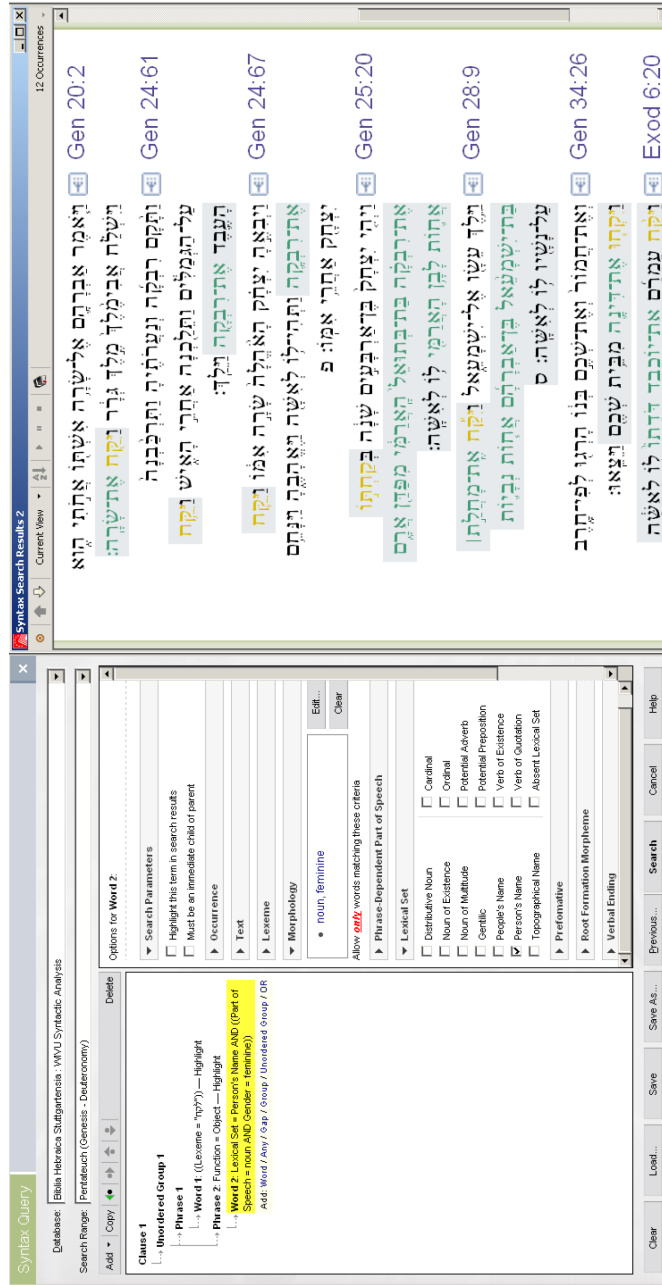 Syntax Query
Database: Biblia Hebraica Stuttgartensia : WIVU Syntactic Analysis
Search Range: Pentateuch (Genesis - Deuteronomy)
Add Copy Delete
Clause 1
Unordered Group 1
Phrase 1
Word 1: ((Lexeme = "לקח")) — Highlight
Phrase 2: Function = Object — Highlight
Word 2: Lexical Set = Person's Name AND ((Part of
Speech = noun AND Gender = feminine))
Add: Word / Any / Gap / Group / Unordered Group / OR
Options for Word 2:
Search Parameters
Highlight this term in search results
Must be an immediate child of parent
Occurrence
Text
Lexeme
Morphology
• noun, feminine
Edit...
Clear
Allow only words matching these criteria
Phrase-Dependent Part of Speech
Lexical Set
Distributive Noun Cardinal
Noun of Existence Ordinal
Noun of Multitude Potential Adverb
Gentilic Potential Preposition
People's Name Verb of Existence
Person's Name Verb of Quotation
Topographical Name Absent Lexical Set
Preformative
Root Formation Morpheme
Verbal Ending
Clear Load... Save Save As... Previous... Search Cancel Help
Syntax Search Results 2
Current View 12 Occurrences
וַיֹּאמֶר אַבְרָהָם אֶל־שָׂרָה אִשְׁתּוֹ אֲחֹתִי הִוא Gen 20:2
וַיִּשְׁלַח אֲבִימֶלֶךְ מֶלֶךְ גְּרָר וַיִּקַּח אֶת־שָׂרָה׃
וַתָּקָם רִבְקָה וְנַעֲרֹתֶיהָ וַתִּרְכַּבְנָה Gen 24:61
עַל־הַגְּמַלִּים וַתֵּלַכְנָה אַחֲרֵי הָאִישׁ וַיִּקַּח
הָעֶבֶד אֶת־רִבְקָה וַיֵּלַךְ׃
וַיְבִאֶהָ יִצְחָק הָאֹהֱלָה שָׂרָה אִמּוֹ וַיִּקַּח Gen 24:67
אֶת־רִבְקָה וַתְּהִי־לוֹ לְאִשָּׁה וַיֶּאֱהָבֶהָ וַיִּנָּחֵם
יִצְחָק אַחֲרֵי אִמּוֹ׃ פ
וַיְהִי יִצְחָק בֶּן־אַרְבָּעִים שָׁנָה בְּקַחְתּוֹ Gen 25:20
אֶת־רִבְקָה בַּת־בְּתוּאֵל הָאֲרַמִּי מִפַּדַּן אֲרָם
אֲחוֹת לָבָן הָאֲרַמִּי לוֹ לְאִשָּׁה׃
וַיֵּלֶךְ עֵשָׂו אֶל־יִשְׁמָעֵאל וַיִּקַּח אֶת־מָחֲלַת׀ Gen 28:9
בַּת־יִשְׁמָעֵאל בֶּן־אַבְרָהָם אֲחוֹת נְבָיוֹת
עַל־נָשָׁיו לוֹ לְאִשָּׁה׃ ס
וְאֶת־חֲמוֹר וְאֶת־שְׁכֶם בְּנוֹ הָרְגוּ לְפִי־חָרֶב Gen 34:26
וַיִּקְחוּ אֶת־דִּינָה מִבֵּית שְׁכֶם וַיֵּצֵאוּ׃
וַיִּקַּח עַמְרָם אֶת־יוֹכֶבֶד דֹּדָתוֹ לוֹ לְאִשָּׁה Exod 6:20